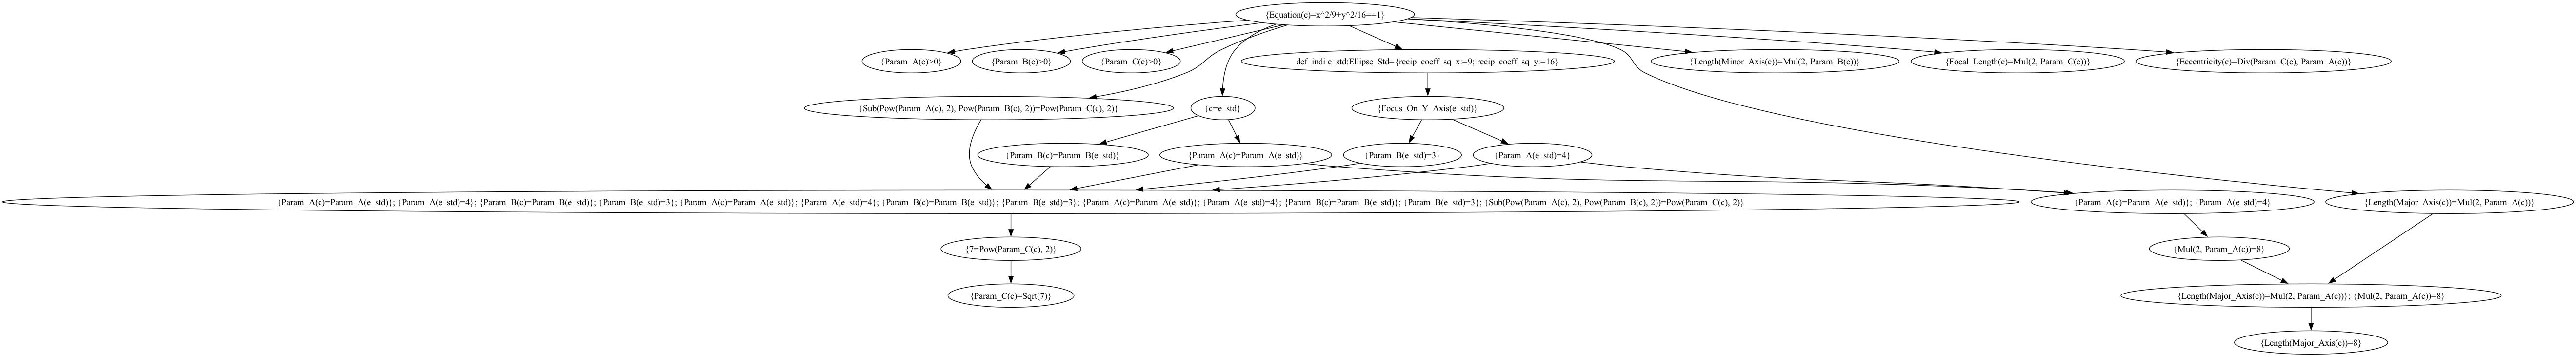 {Equation(c)=x^2/9+y^2/16==1}
{Param_A(c)>0}
{Param_B(c)>0}
{Param_C(c)>0}
def_indi e_std:Ellipse_Std={recip_coeff_sq_x:=9; recip_coeff_sq_y:=16}
{Length(Minor_Axis(c))=Mul(2, Param_B(c))}
{Focal_Length(c)=Mul(2, Param_C(c))}
{Eccentricity(c)=Div(Param_C(c), Param_A(c))}
{Sub(Pow(Param_A(c), 2), Pow(Param_B(c), 2))=Pow(Param_C(c), 2)}
{c=e_std}
{Focus_On_Y_Axis(e_std)}
{Param_B(c)=Param_B(e_std)}
{Param_A(c)=Param_A(e_std)}
{Param_B(e_std)=3}
{Param_A(e_std)=4}
{Param_A(c)=Param_A(e_std)}; {Param_A(e_std)=4}; {Param_B(c)=Param_B(e_std)}; {Param_B(e_std)=3}; {Param_A(c)=Param_A(e_std)}; {Param_A(e_std)=4}; {Param_B(c)=Param_B(e_std)}; {Param_B(e_std)=3}; {Param_A(c)=Param_A(e_std)}; {Param_A(e_std)=4}; {Param_B(c)=Param_B(e_std)}; {Param_B(e_std)=3}; {Sub(Pow(Param_A(c), 2), Pow(Param_B(c), 2))=Pow(Param_C(c), 2)}
{Param_A(c)=Param_A(e_std)}; {Param_A(e_std)=4}
{Length(Major_Axis(c))=Mul(2, Param_A(c))}
{7=Pow(Param_C(c), 2)}
{Mul(2, Param_A(c))=8}
{Param_C(c)=Sqrt(7)}
{Length(Major_Axis(c))=Mul(2, Param_A(c))}; {Mul(2, Param_A(c))=8}
{Length(Major_Axis(c))=8}